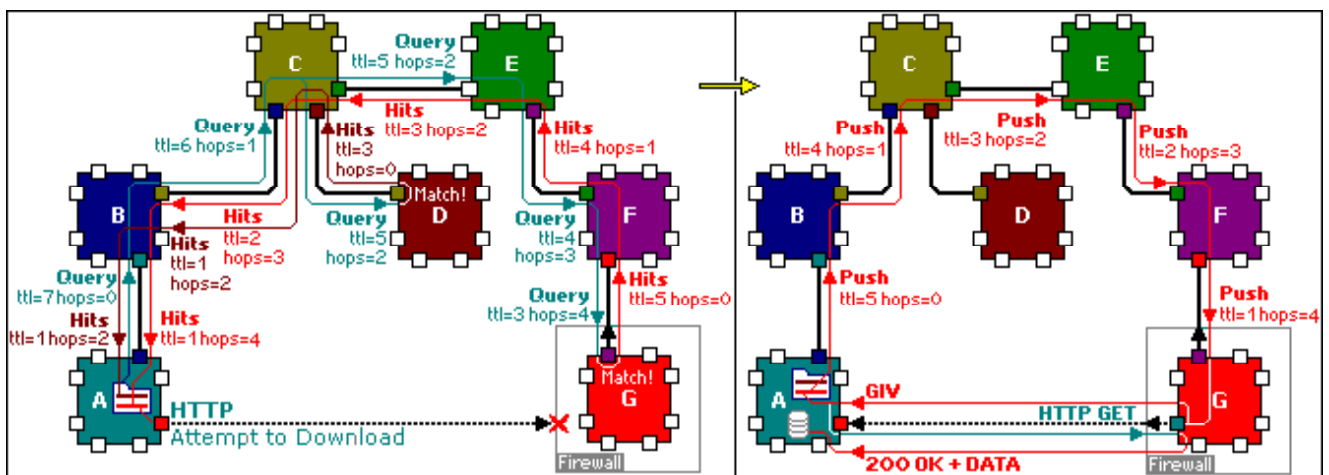 C
Query
ttl=5 hops=2
E
Query
ttl=6 hops=1
Hits
ttl=3
hops=0
Hits
ttl=3 hops=2
Hits
ttl=4 hops=1
B
Match!
D
F
Hits
ttl=2
hops=3
Query
ttl=5
hops=2
Query
ttl=4
hops=3
Hits
ttl=1
hops=2
Query
ttl=7 hops=0
Hits
ttl=1 hops=2
Hits
ttl=1 hops=4
Query
ttl=3 hops=4
Hits
ttl=5 hops=0
A
Match!
G
HTTP
Attempt to Download
Firewall
C
E
Push
ttl=4 hops=1
Push
ttl=3 hops=2
Push
ttl=2 hops=3
B
D
F
Push
ttl=5 hops=0
Push
ttl=1 hops=4
A
GIV
G
HTTP GET
200 OK + DATA
Firewall